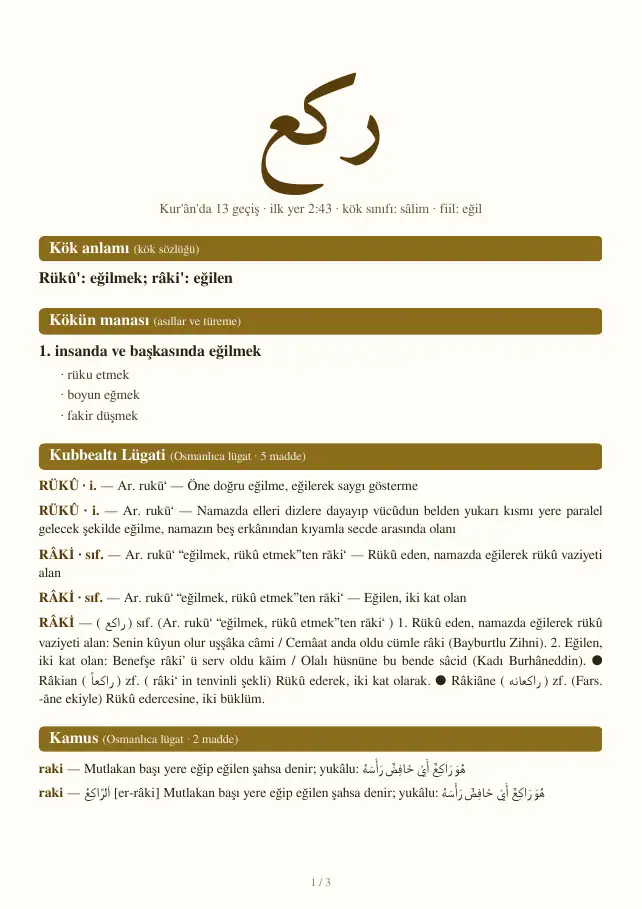 ركع
Kur'ân'da 13 geçiş · ilk yer 2:43 · kök sınıfı: sâlim · fiil: eğil
Kök anlamı (kök sözlüğü)
Rükû': eğilmek; râki': eğilen
Kökün manası (asıllar ve türeme)
1. insanda ve başkasında eğilmek
· rüku etmek
· boyun eğmek
· fakir düşmek
Kubbealtı Lügati (Osmanlıca lügat · 5 madde)
RÜKÛ · i. — Ar. rukū‘ — Öne doğru eğilme, eğilerek saygı gösterme
RÜKÛ · i. — Ar. rukū‘ — Namazda elleri dizlere dayayıp vücûdun belden yukarı kısmı yere paralel
gelecek şekilde eğilme, namazın beş erkânından kıyamla secde arasında olanı
RÂKİ · sıf. — Ar. rukū‘ “eğilmek, rükû etmek”ten rāki‘ — Rükû eden, namazda eğilerek rükû vaziyeti
alan
RÂKİ · sıf. — Ar. rukū‘ “eğilmek, rükû etmek”ten rāki‘ — Eğilen, iki kat olan
RÂKİ — ( راكع ) sıf. (Ar. rukū‘ “eğilmek, rükû etmek”ten rāki‘ ) 1. Rükû eden, namazda eğilerek rükû
vaziyeti alan: Senin kûyun olur uşşâka câmi / Cemâat anda oldu cümle râki (Bayburtlu Zihni). 2. Eğilen,
iki kat olan: Benefşe râki’ ü serv oldu kāim / Olalı hüsnüne bu bende sâcid (Kadı Burhâneddin). ●
Râkian ( راكعاً ) zf. ( rāki‘ in tenvinli şekli) Rükû ederek, iki kat olarak. ● Râkiâne ( راكعانه ) zf. (Fars.
-āne ekiyle) Rükû edercesine, iki büklüm.
Kamus (Osmanlıca lügat · 2 madde)
raki — Mutlakan başı yere eğip eğilen şahsa denir; yukâlu: هُوَ رَاكِعٌ أَيْ خَافِضٌ رَأْسَهُ
raki — اَلرَّاكِعُ [er-râki] Mutlakan başı yere eğip eğilen şahsa denir; yukâlu: هُوَ رَاكِعٌ أَيْ خَافِضٌ رَأْسَهُ
1 / 3